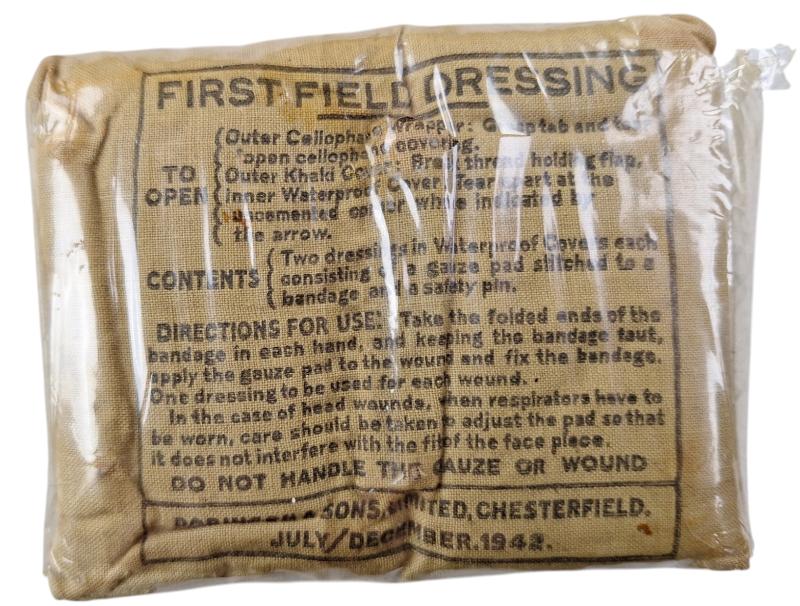 FIRST FIELD DRESSING
TO OPEN
Outer Cellophane Wrapper: Grasp tab and tear
open cellophane covering.
Outer Khaki Cover: Break thread holding flap.
Inner Waterproof Cover: Tear apart at the
uncemented corner while indicated by
the arrow.
CONTENTS
Two dressings in Waterproof Covers each
consisting of a gauze pad stitched to a
bandage and a safety pin.
DIRECTIONS FOR USE: Take the folded ends of the
bandage in each hand, and keeping the bandage taut,
apply the gauze pad to the wound and fix the bandage.
One dressing to be used for each wound.
In the case of head wounds, when respirators have to
be worn, care should be taken to adjust the pad so that
it does not interfere with the fit of the face piece.
DO NOT HANDLE THE GAUZE OR WOUND
ROBINSON & SONS, LIMITED, CHESTERFIELD.
JULY/DECEMBER.1942.